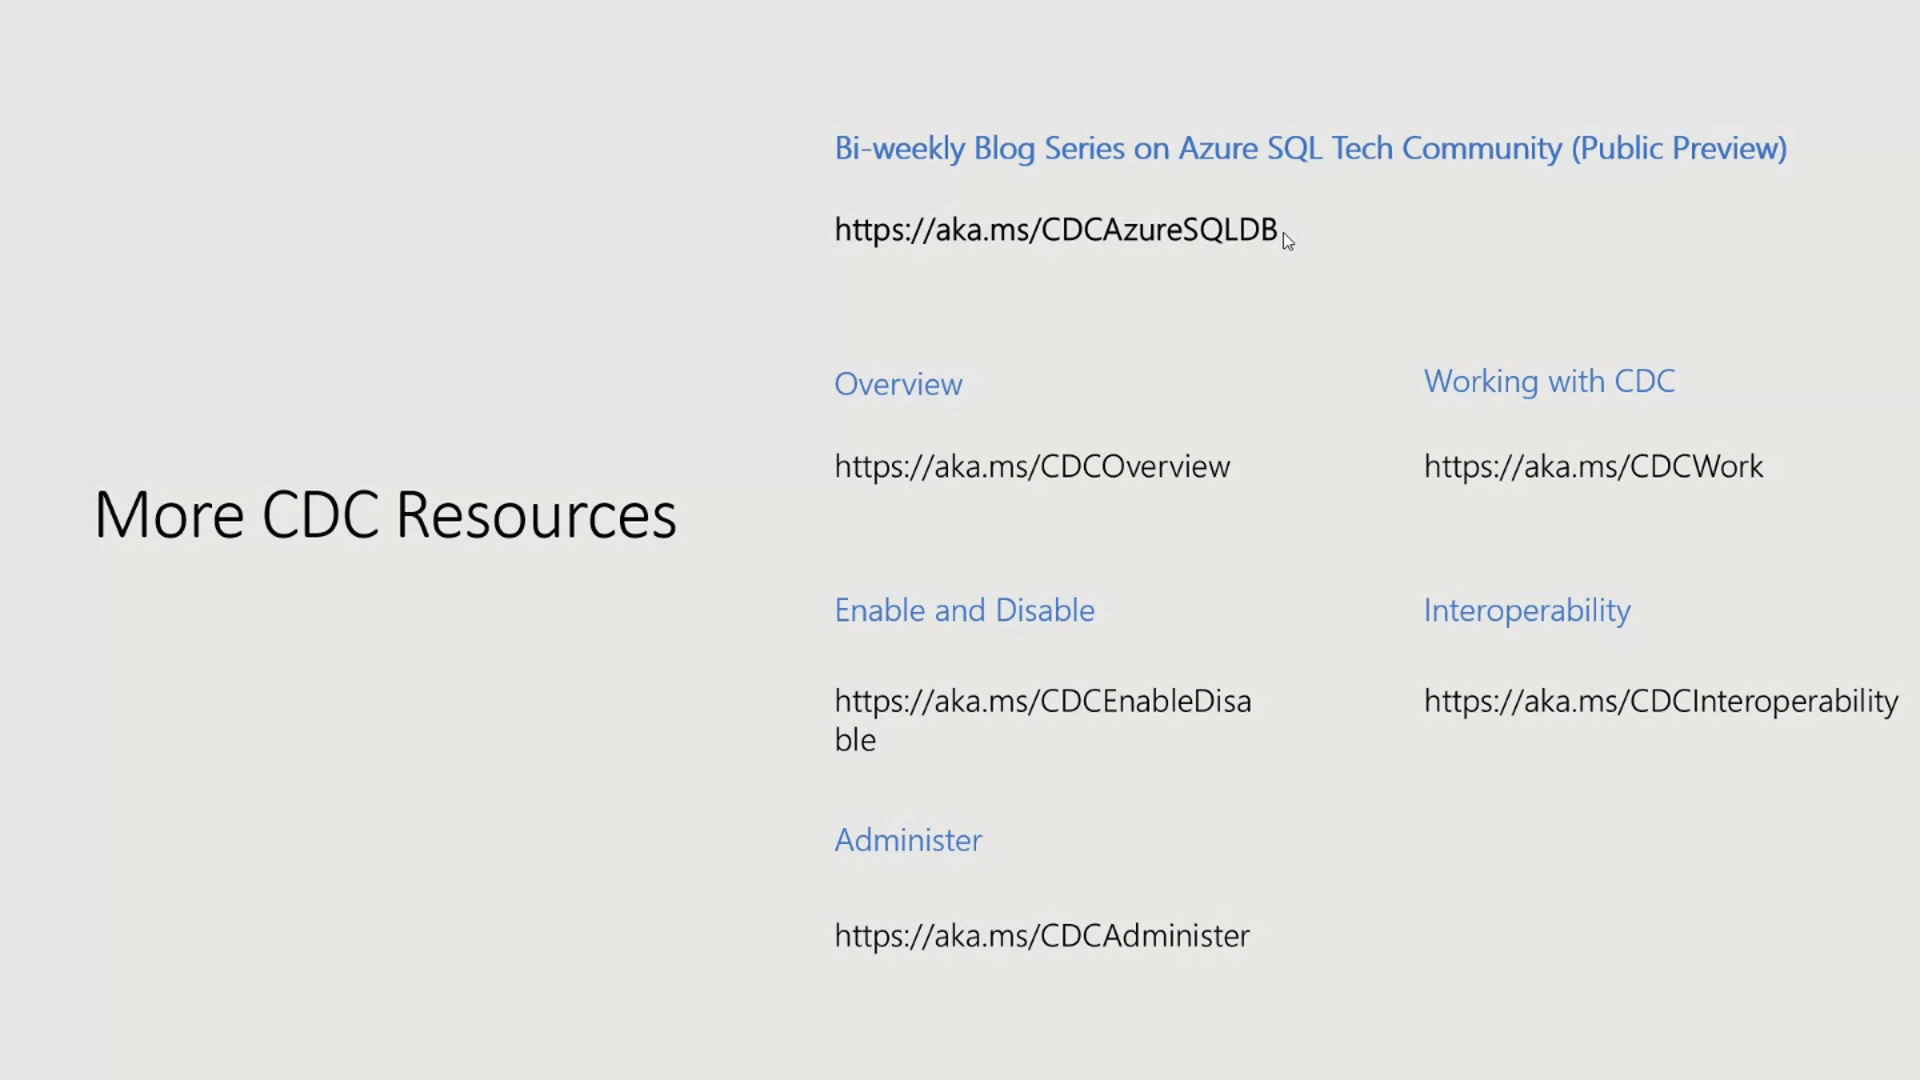 More CDC Resources
Bi-weekly Blog Series on Azure SQL Tech Community (Public Preview)
https://aka.ms/CDCAzureSQLDB
Overview
https://aka.ms/CDCOverview
Working with CDC
https://aka.ms/CDCWork
Enable and Disable
https://aka.ms/CDCEnableDisa
ble
Interoperability
https://aka.ms/CDCInteroperability
Administer
https://aka.ms/CDCAdminister